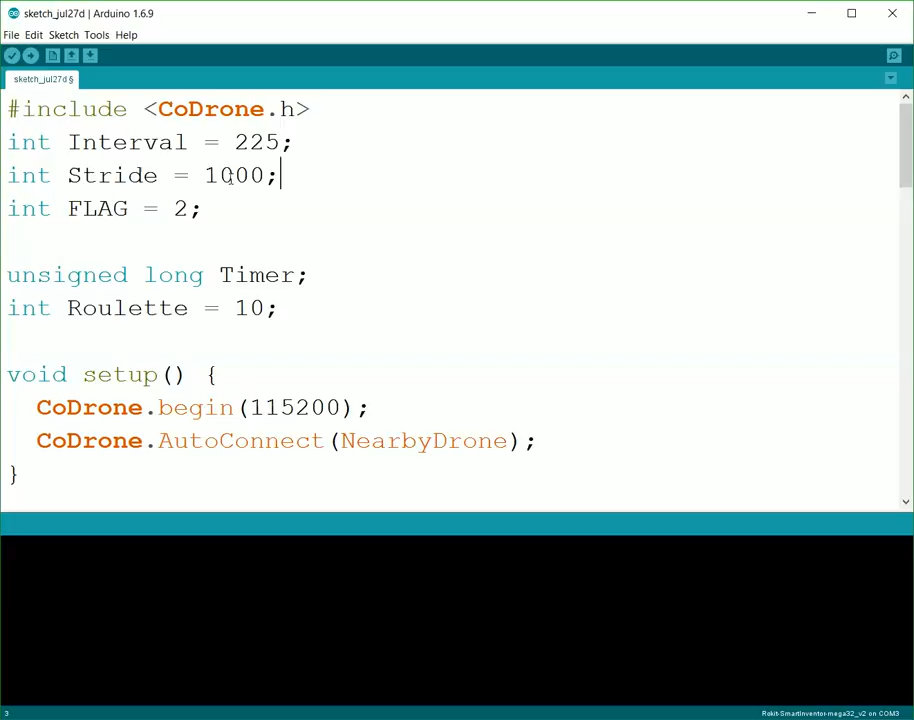 sketch_jul27d | Arduino 1.6.9
File Edit Sketch Tools Help
sketch_jul27d §
#include <CoDrone.h>
int Interval = 225;
int Stride = 1000;
int FLAG = 2;
unsigned long Timer;
int Roulette = 10;
void setup() {
CoDrone.begin(115200);
CoDrone.AutoConnect(NearbyDrone);
}
3
Rokit-SmartInventor-mega32_v2 on COM3